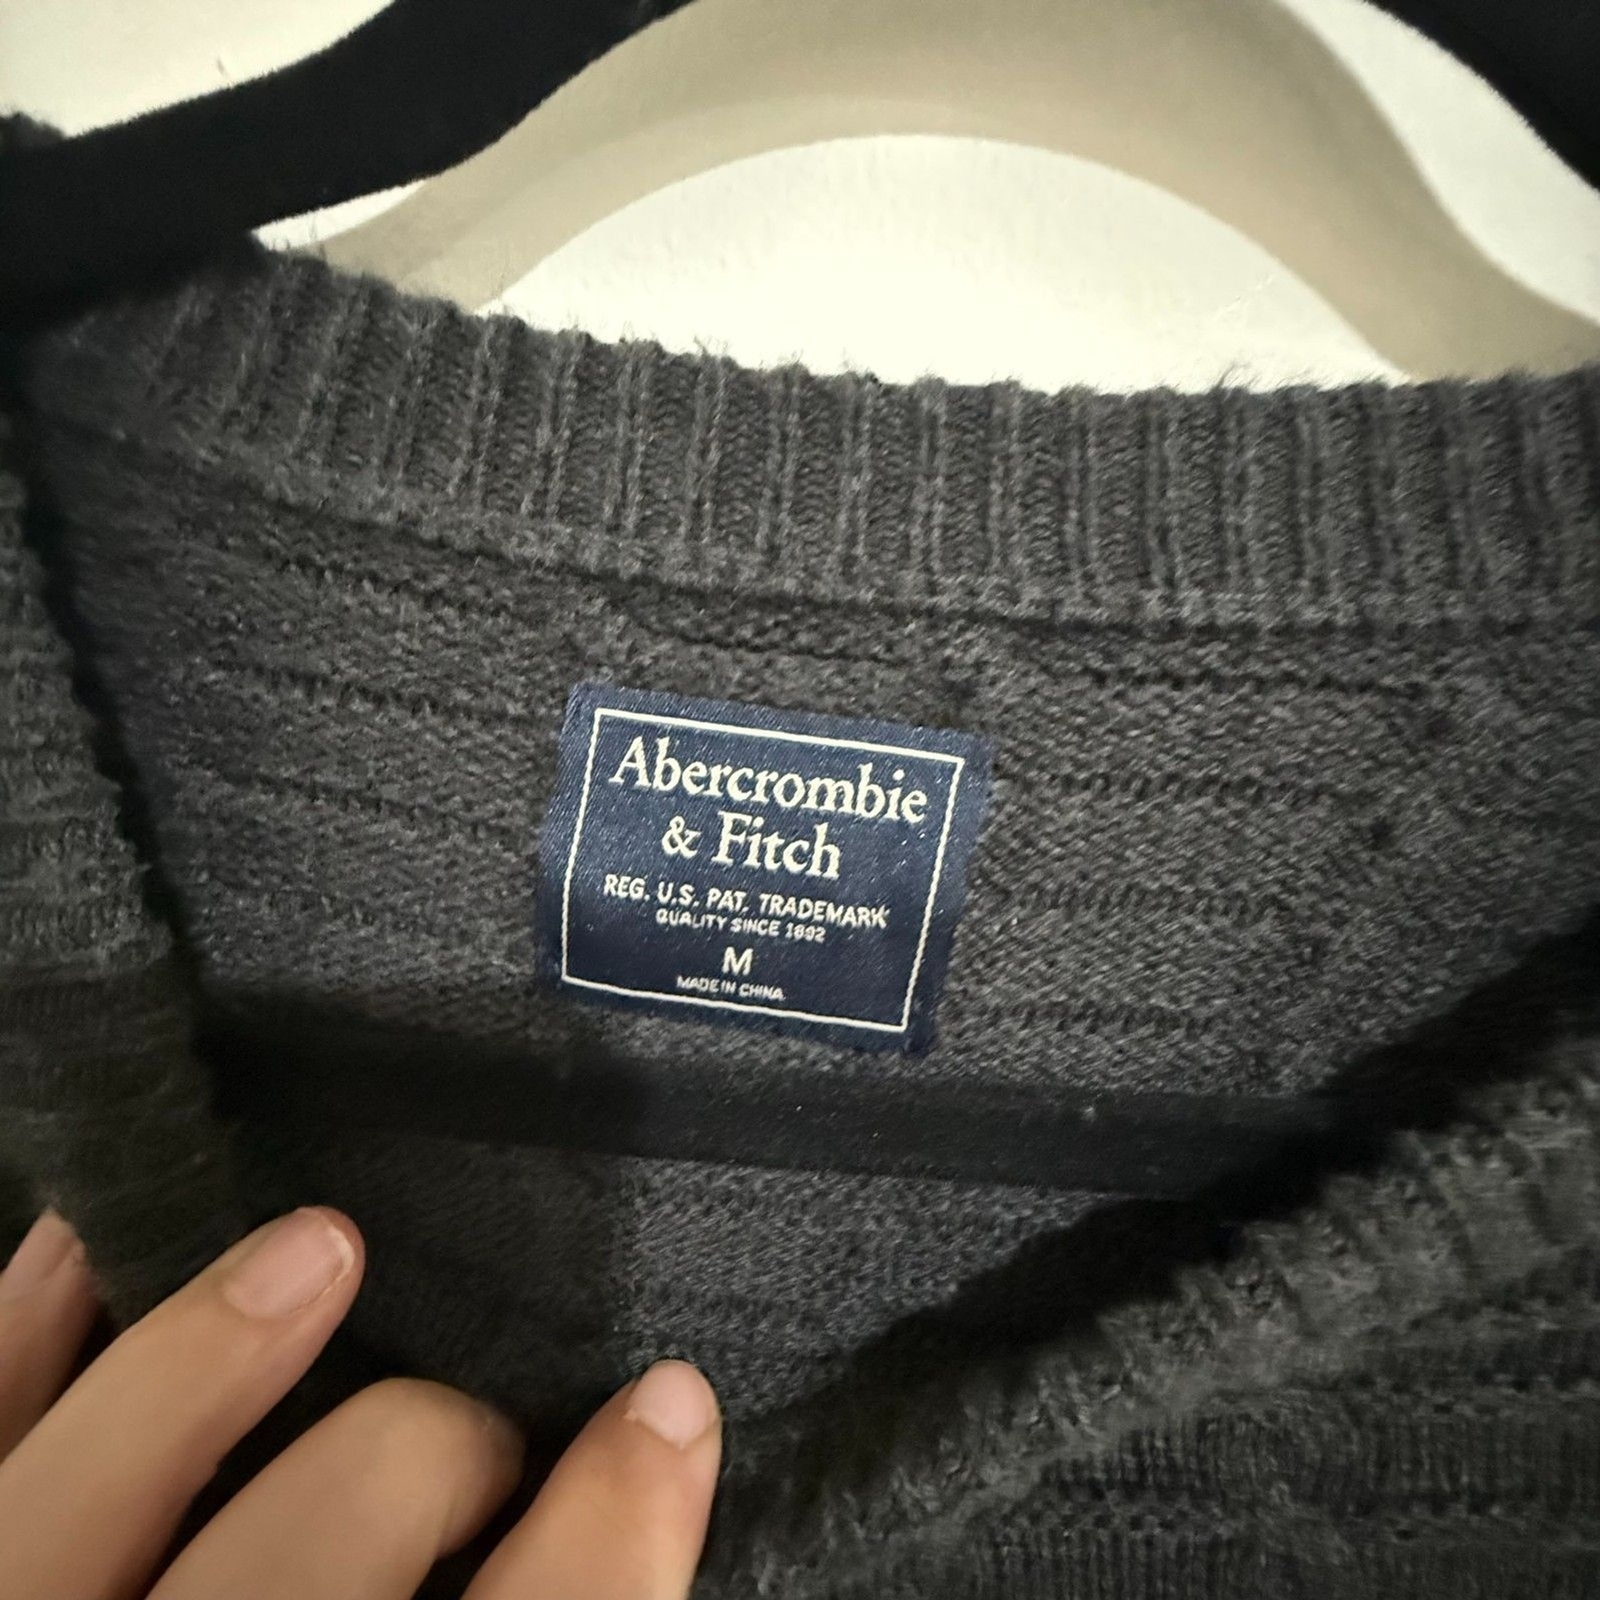 Abercrombie
& Fitch
REG. U.S. PAT. TRADEMARK
QUALITY SINCE 1892
M
MADE IN CHINA